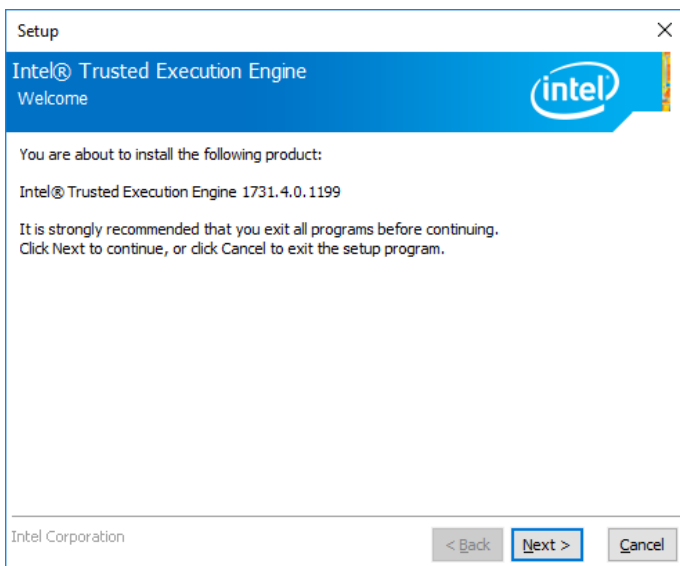 Setup
Intel® Trusted Execution Engine
Welcome
intel
You are about to install the following product:
Intel® Trusted Execution Engine 1731.4.0.1199
It is strongly recommended that you exit all programs before continuing.
Click Next to continue, or click Cancel to exit the setup program.
Intel Corporation
< Back
Next >
Cancel